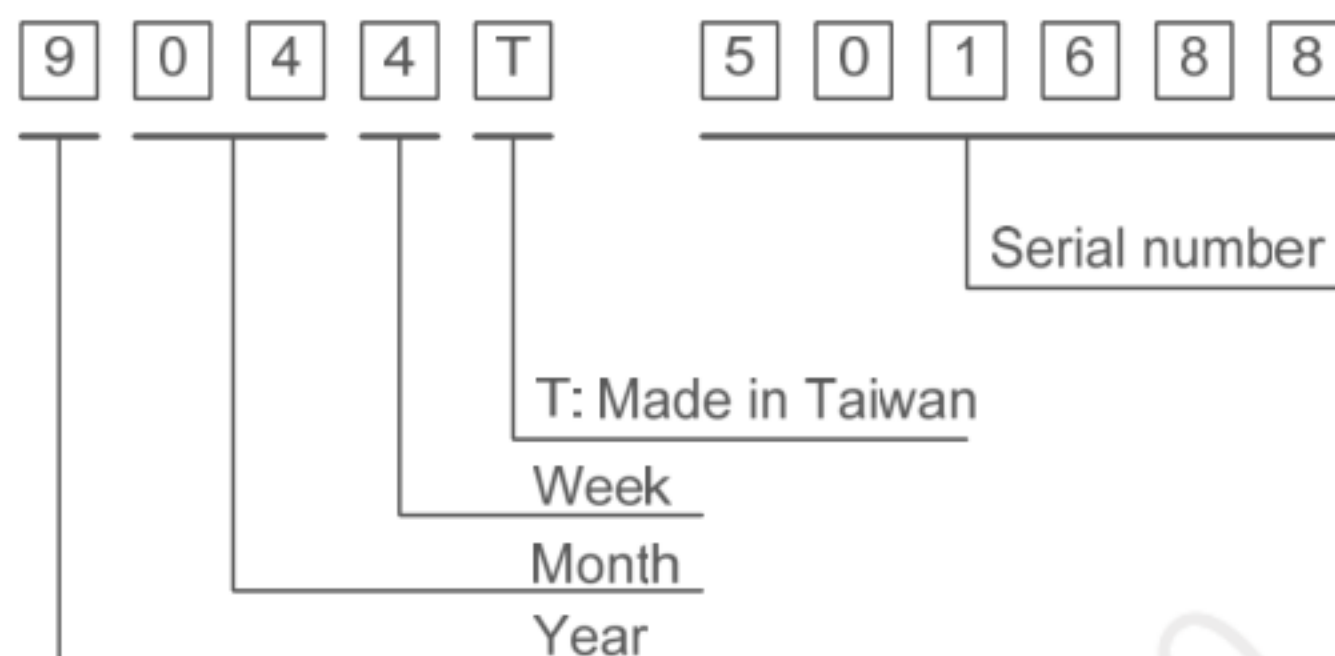 9 0 4 4 T 5 0 1 6 8 8
Serial number
T: Made in Taiwan
Week
Month
Year